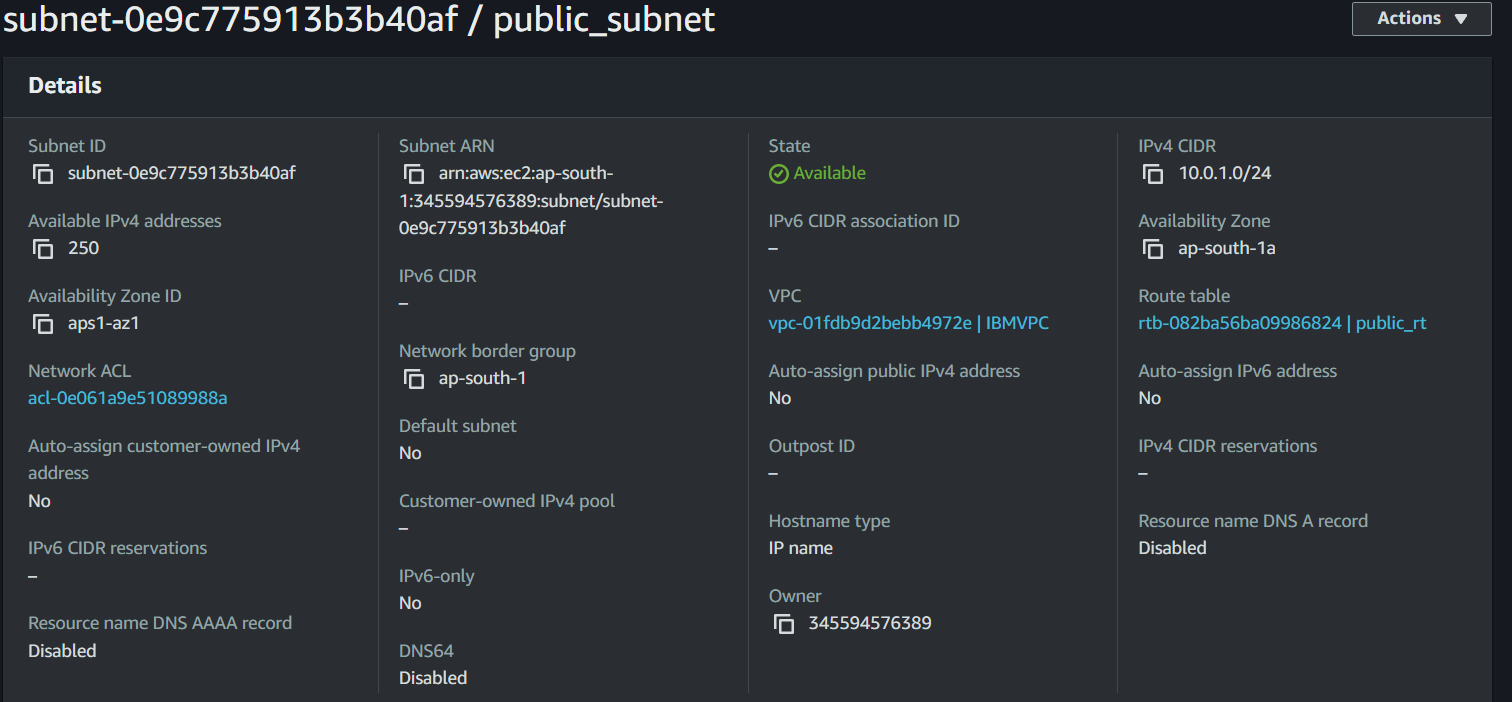 subnet-0e9c775913b3b40af / public_subnet
Actions
Details
Subnet ID
subnet-0e9c775913b3b40af
Available IPv4 addresses
250
Availability Zone ID
aps1-az1
Network ACL
acl-0e061a9e51089988a
Auto-assign customer-owned IPv4
address
No
IPv6 CIDR reservations
–
Resource name DNS AAAA record
Disabled
Subnet ARN
arn:aws:ec2:ap-south-
1:345594576389:subnet/subnet-
0e9c775913b3b40af
IPv6 CIDR
–
Network border group
ap-south-1
Default subnet
No
Customer-owned IPv4 pool
–
IPv6-only
No
DNS64
Disabled
State
Available
IPv6 CIDR association ID
–
VPC
vpc-01fdb9d2bebb4972e | IBMVPC
Auto-assign public IPv4 address
No
Outpost ID
–
Hostname type
IP name
Owner
345594576389
IPv4 CIDR
10.0.1.0/24
Availability Zone
ap-south-1a
Route table
rtb-082ba56ba09986824 | public_rt
Auto-assign IPv6 address
No
IPv4 CIDR reservations
–
Resource name DNS A record
Disabled